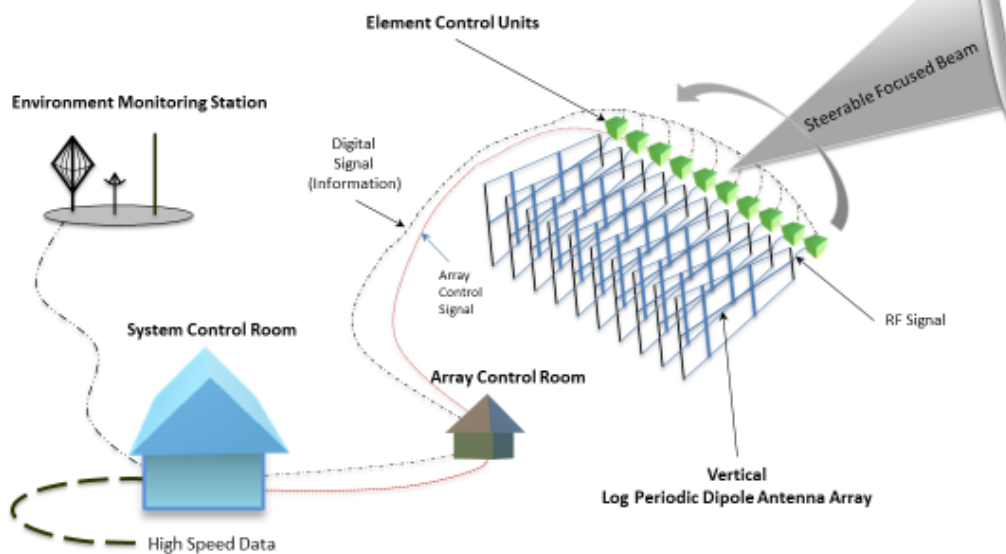 Element Control Units
Steerable Focused Beam
Environment Monitoring Station
Digital
Signal
(Information)
Array
Control
Signal
RF Signal
System Control Room
Array Control Room
Vertical
Log Periodic Dipole Antenna Array
High Speed Data